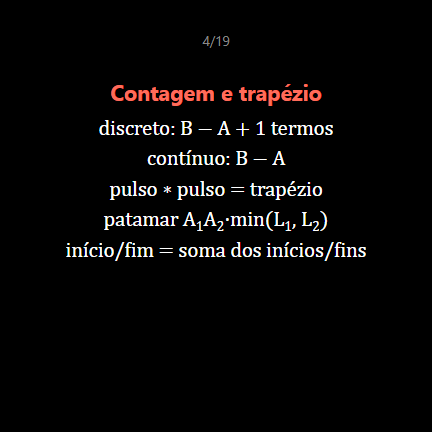 4/19
Contagem e trapézio
discreto: B − A + 1 termos
contínuo: B − A
pulso ∗ pulso = trapézio
patamar A₁A₂·min(L₁, L₂)
início/fim = soma dos inícios/fins